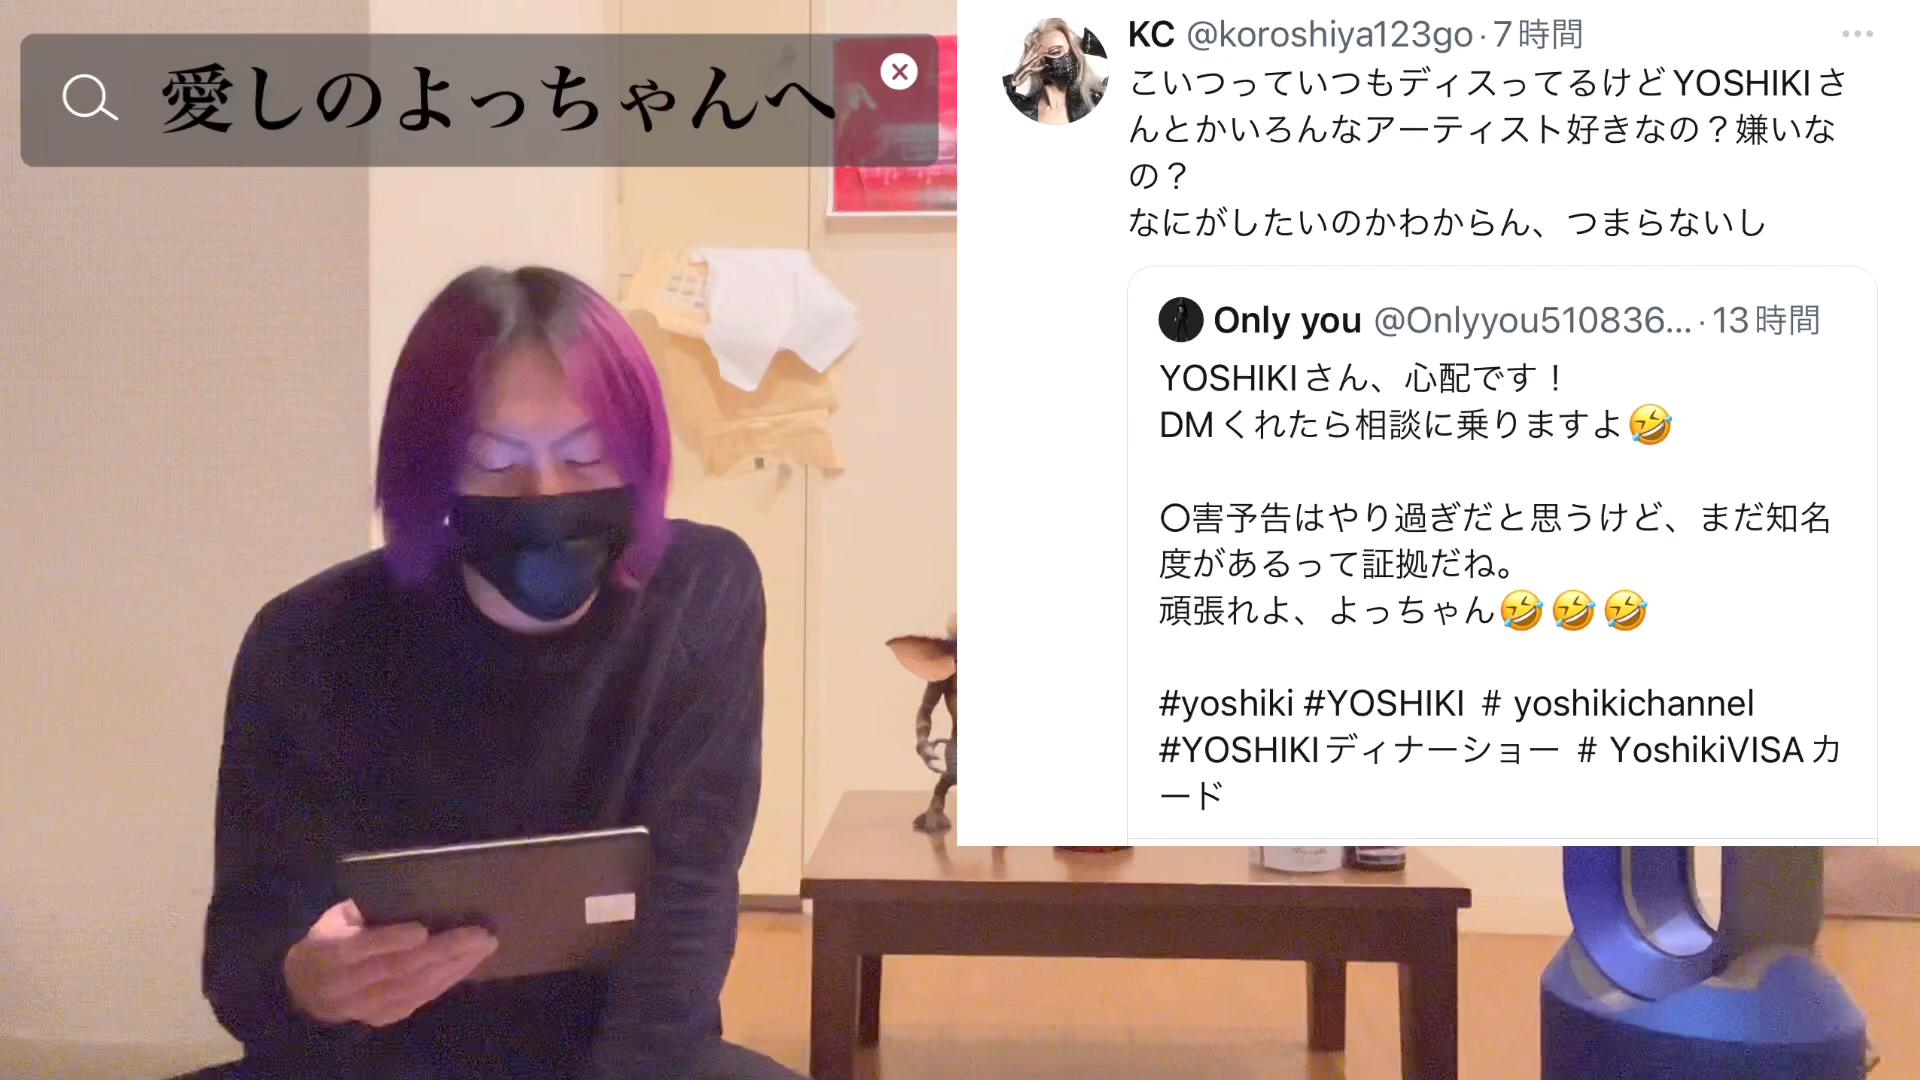 愛しのよっちゃんへ
KC @koroshiya123go · 7時間
こいつっていつもディスってるけどYOSHIKIさ
んとかいろんなアーティスト好きなの？嫌いな
の？
なにがしたいのかわからん、つまらないし
Only you @Onlyyou510836... · 13時間
YOSHIKIさん、心配です！
DMくれたら相談に乗りますよ🤣
〇害予告はやり過ぎだと思うけど、まだ知名
度があるって証拠だね。
頑張れよ、よっちゃん🤣🤣🤣
#yoshiki #YOSHIKI # yoshikichannel
#YOSHIKIディナーショー # YoshikiVISAカ
ード